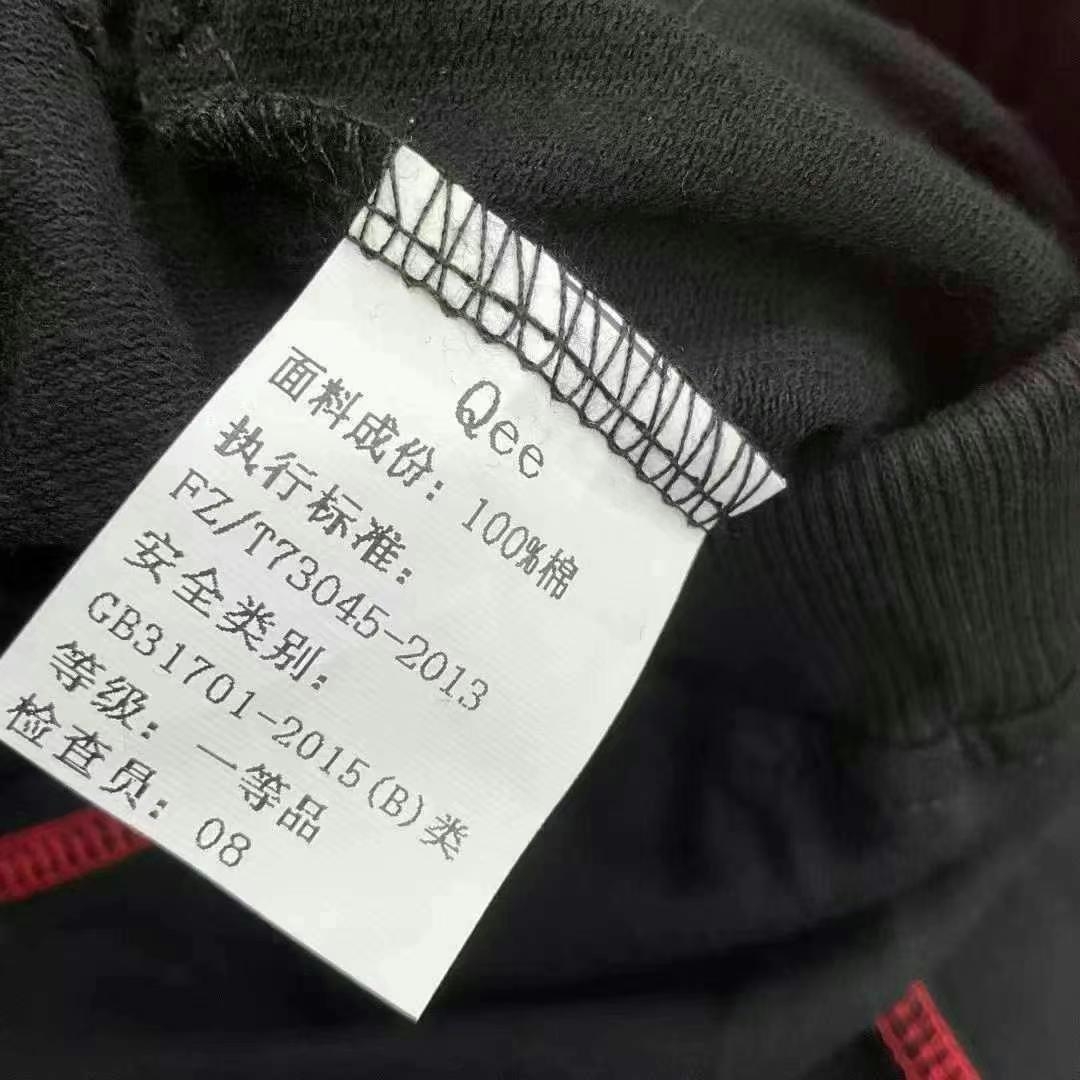 Qee
面料成份：100%棉
执行标准：
FZ/T73045-2013
安全类别：
GB31701-2015(B)类
等级：一等品
检查员：08